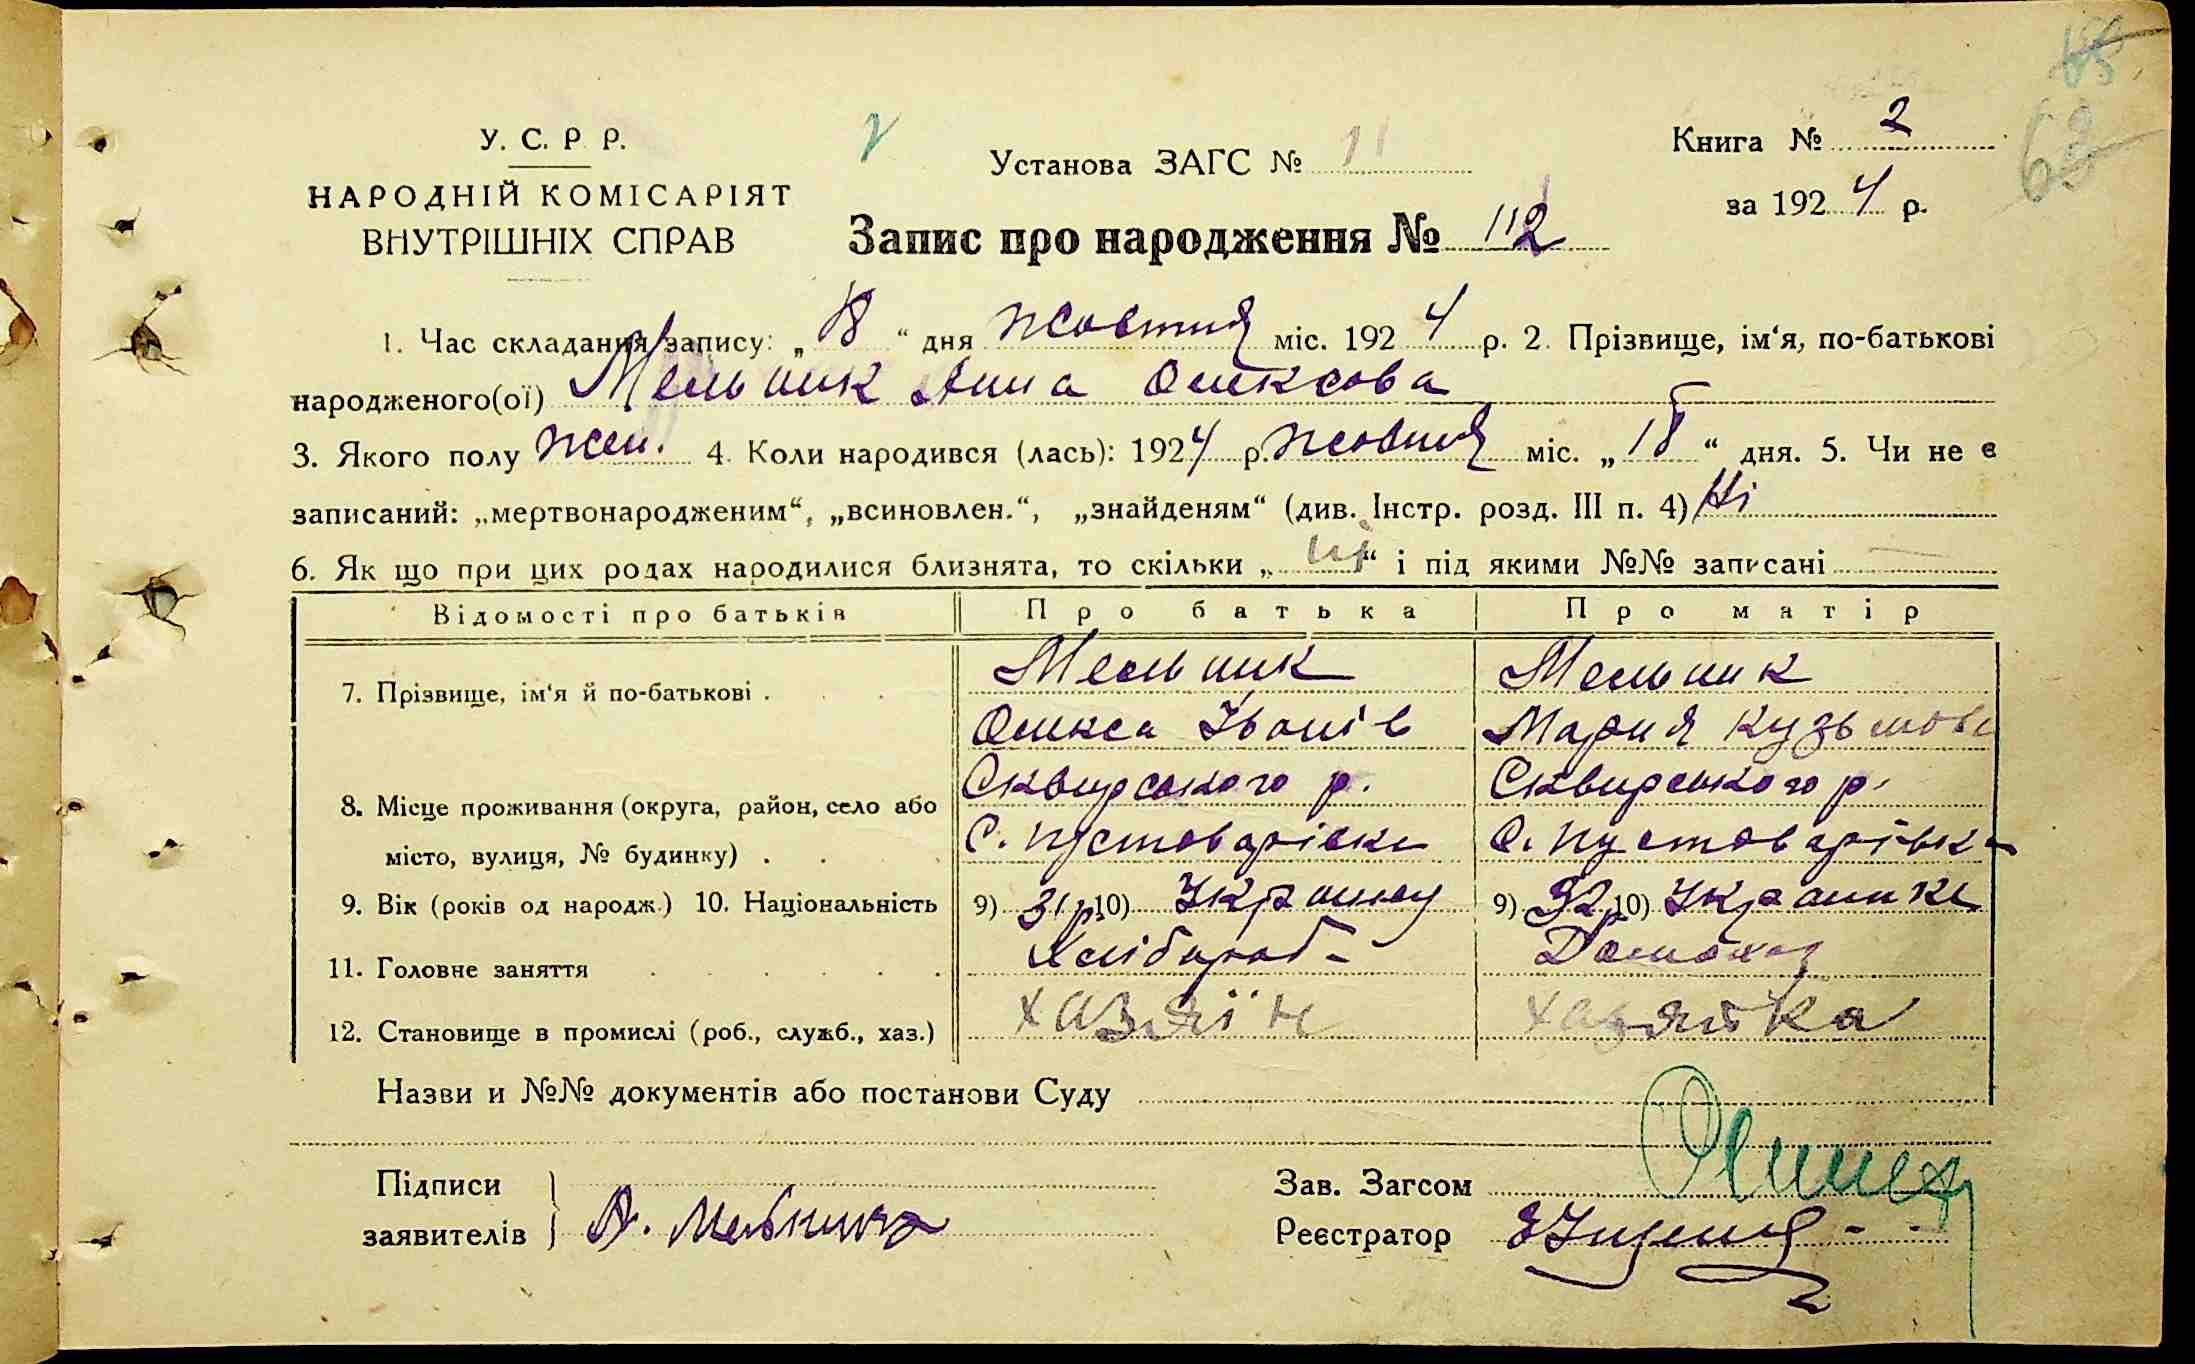 68
У. С. Р. Р.
НАРОДНІЙ КОМІСАРІЯТ
ВНУТРІШНІХ СПРАВ
Установа ЗАГС № 11
Книга № 2
за 1924 р.
Запис про народження № 112
1. Час складання запису: „18“ дня жовтня міс. 1924 р. 2. Прізвище, ім‘я, по-батькові
народженого(ої) Мельник Анна Олексова
3. Якого полу жен. 4. Коли народився (лась): 1924 р. жовтня міс. „15“ дня. 5. Чи не є
записаний: „мертвонародженим“, „всиновлен.“, „знайденям“ (див. Інстр. розд. III п. 4) Ні
6. Як що при цих родах народилися близнята, то скільки „ні“ і під якими №№ записані
Відомості про батьків Про батька Про матір
7. Прізвище, ім‘я й по-батькові . Мельник Мельник
Олекса Іванів Мария Кузьмова
8. Місце проживання (округа, район, село або Сквирського р. Сквирського р.
місто, вулиця, № будинку) . С. Пустоварівка С. Пустоварівка
9. Вік (років од народж.) 10. Національність 9) 31 р. 10) 9) 32 р. 10) Украинка
11. Головне заняття Хлібороб - Домохоз
12. Становище в промислі (роб., служб., хаз.) хазяїн хазяйка
Назви и №№ документів або постанови Суду
Підписи
заявителів
Зав. Загсом
Реєстратор